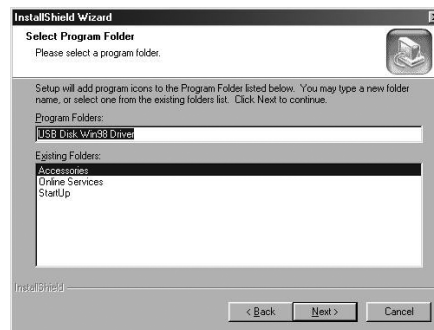 InstallShield Wizard
Select Program Folder
Please select a program folder.
Setup will add program icons to the Program Folder listed below. You may type a new folder
name, or select one from the existing folders list. Click Next to continue.
Program Folders:
USB Disk Win98 Driver
Existing Folders:
Accessories
Online Services
StartUp
InstallShield
< Back
Next >
Cancel